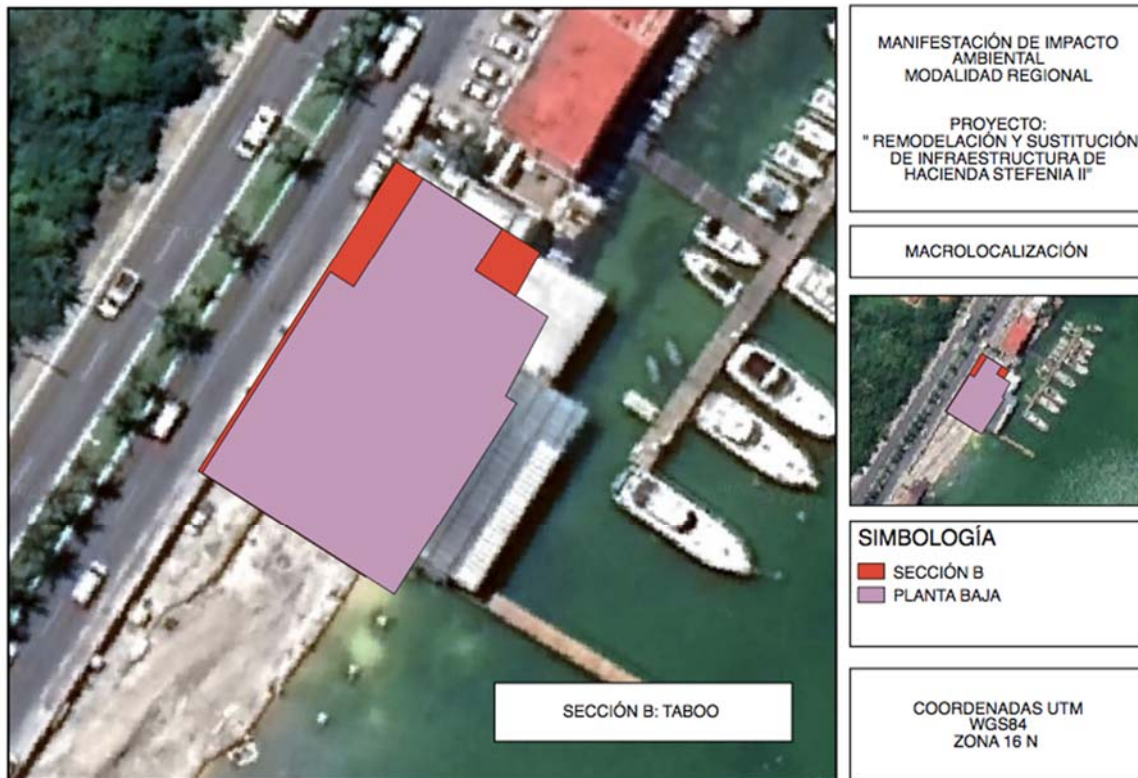 MANIFESTACIÓN DE IMPACTO
AMBIENTAL
MODALIDAD REGIONAL
PROYECTO:
" REMODELACIÓN Y SUSTITUCIÓN
DE INFRAESTRUCTURA DE
HACIENDA STEFENIA II"
MACROLOCALIZACIÓN
SIMBOLOGÍA
SECCIÓN B
PLANTA BAJA
SECCIÓN B: TABOO
COORDENADAS UTM
WGS84
ZONA 16 N